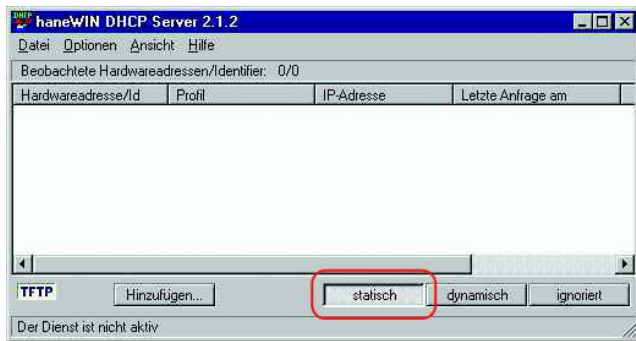 DHCP haneWIN DHCP Server 2.1.2
Datei Optionen Ansicht Hilfe
Beobachtete Hardwareadressen/Identifier: 0/0
Hardwareadresse/Id Profil IP-Adresse Letzte Anfrage am
TFTP Hinzufügen... statisch dynamisch ignoriert
Der Dienst ist nicht aktiv